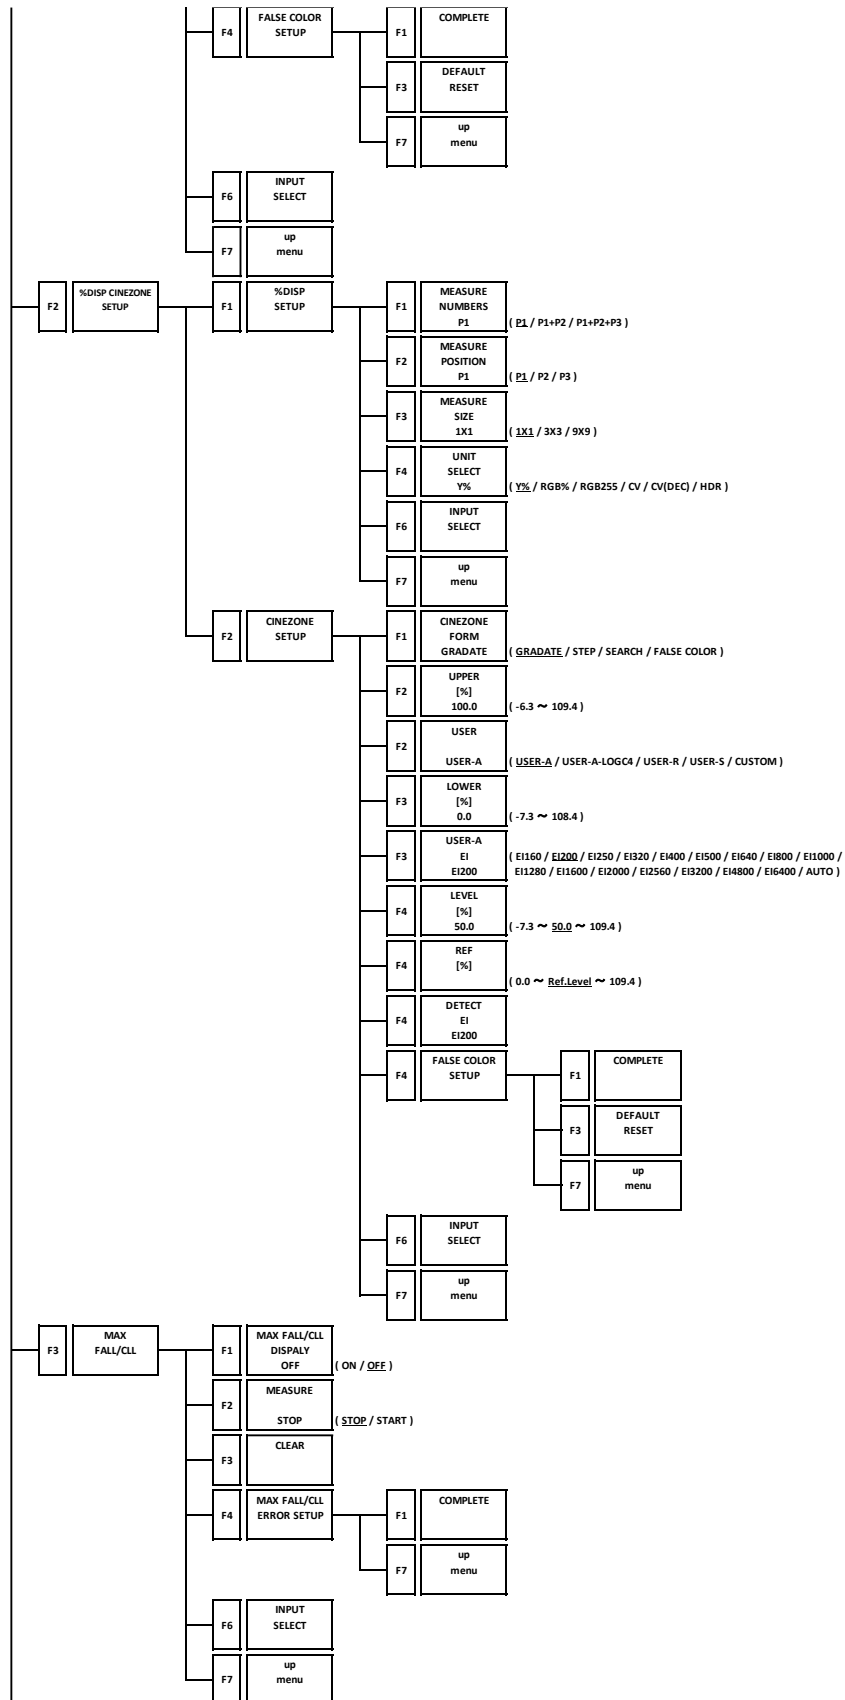 F4
FALSE COLOR
SETUP
F1
COMPLETE
F3
DEFAULT
RESET
F7
up
menu
F6
INPUT
SELECT
F7
up
menu
F2
%DISP CINEZONE
SETUP
F1
%DISP
SETUP
F1
MEASURE
NUMBERS
P1
( P1 / P1+P2 / P1+P2+P3 )
F2
MEASURE
POSITION
P1
( P1 / P2 / P3 )
F3
MEASURE
SIZE
1X1
( 1X1 / 3X3 / 9X9 )
F4
UNIT
SELECT
Y%
( Y% / RGB% / RGB255 / CV / CV(DEC) / HDR )
F6
INPUT
SELECT
F7
up
menu
F2
CINEZONE
SETUP
F1
CINEZONE
FORM
GRADATE
( GRADATE / STEP / SEARCH / FALSE COLOR )
F2
UPPER
[%]
100.0
( -6.3 ~ 109.4 )
F2
USER
USER-A
( USER-A / USER-A-LOGC4 / USER-R / USER-S / CUSTOM )
F3
LOWER
[%]
0.0
( -7.3 ~ 108.4 )
F3
USER-A
EI
EI200
( EI160 / EI200 / EI250 / EI320 / EI400 / EI500 / EI640 / EI800 / EI1000 /
EI1280 / EI1600 / EI2000 / EI2560 / EI3200 / EI4800 / EI6400 / AUTO )
F4
LEVEL
[%]
50.0
( -7.3 ~ 50.0 ~ 109.4 )
F4
REF
[%]
( 0.0 ~ Ref.Level ~ 109.4 )
F4
DETECT
EI
EI200
F4
FALSE COLOR
SETUP
F1
COMPLETE
F3
DEFAULT
RESET
F7
up
menu
F6
INPUT
SELECT
F7
up
menu
F3
MAX
FALL/CLL
F1
MAX FALL/CLL
DISPALY
OFF
( ON / OFF )
F2
MEASURE
STOP
( STOP / START )
F3
CLEAR
F4
MAX FALL/CLL
ERROR SETUP
F1
COMPLETE
F7
up
menu
F6
INPUT
SELECT
F7
up
menu